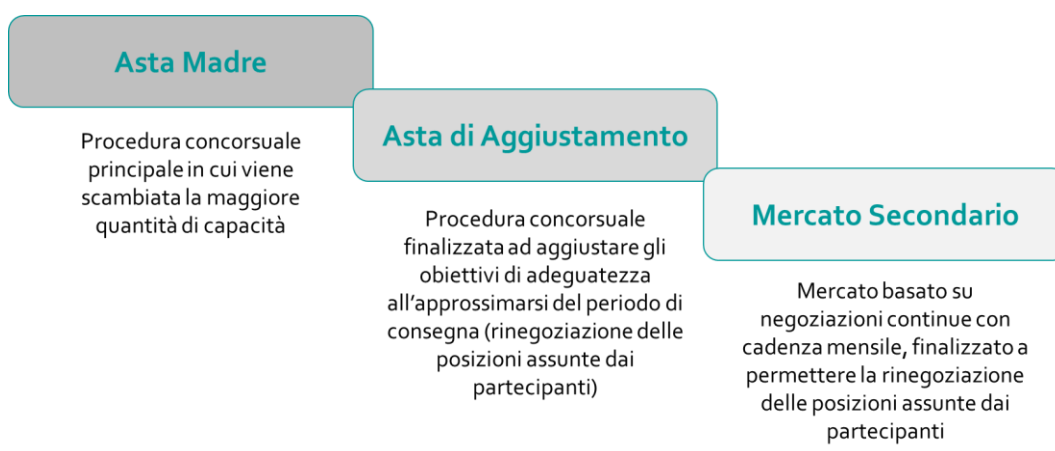 Asta Madre
Procedura concorsuale
principale in cui viene
scambiata la maggiore
quantità di capacità
Asta di Aggiustamento
Procedura concorsuale
finalizzata ad aggiustare gli
obiettivi di adeguatezza
all’approssimarsi del periodo di
consegna (rinegoziazione delle
posizioni assunte dai
partecipanti)
Mercato Secondario
Mercato basato su
negoziazioni continue con
cadenza mensile, finalizzato a
permettere la rinegoziazione
delle posizioni assunte dai
partecipanti